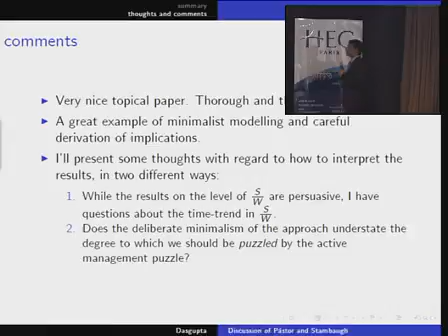 summary
thoughts and comments
comments
HEC
PARIS
Very nice topical paper. Thorough and th
A great example of minimalist modelling and careful
derivation of implications.
I'll present some thoughts with regard to how to interpret the
results, in two different ways:
1. While the results on the level of S/W are persuasive, I have
questions about the time-trend in S/W.
2. Does the deliberate minimalism of the approach understate the
degree to which we should be puzzled by the active
management puzzle?
Dasgupta Discussion of Pástor and Stambaugh